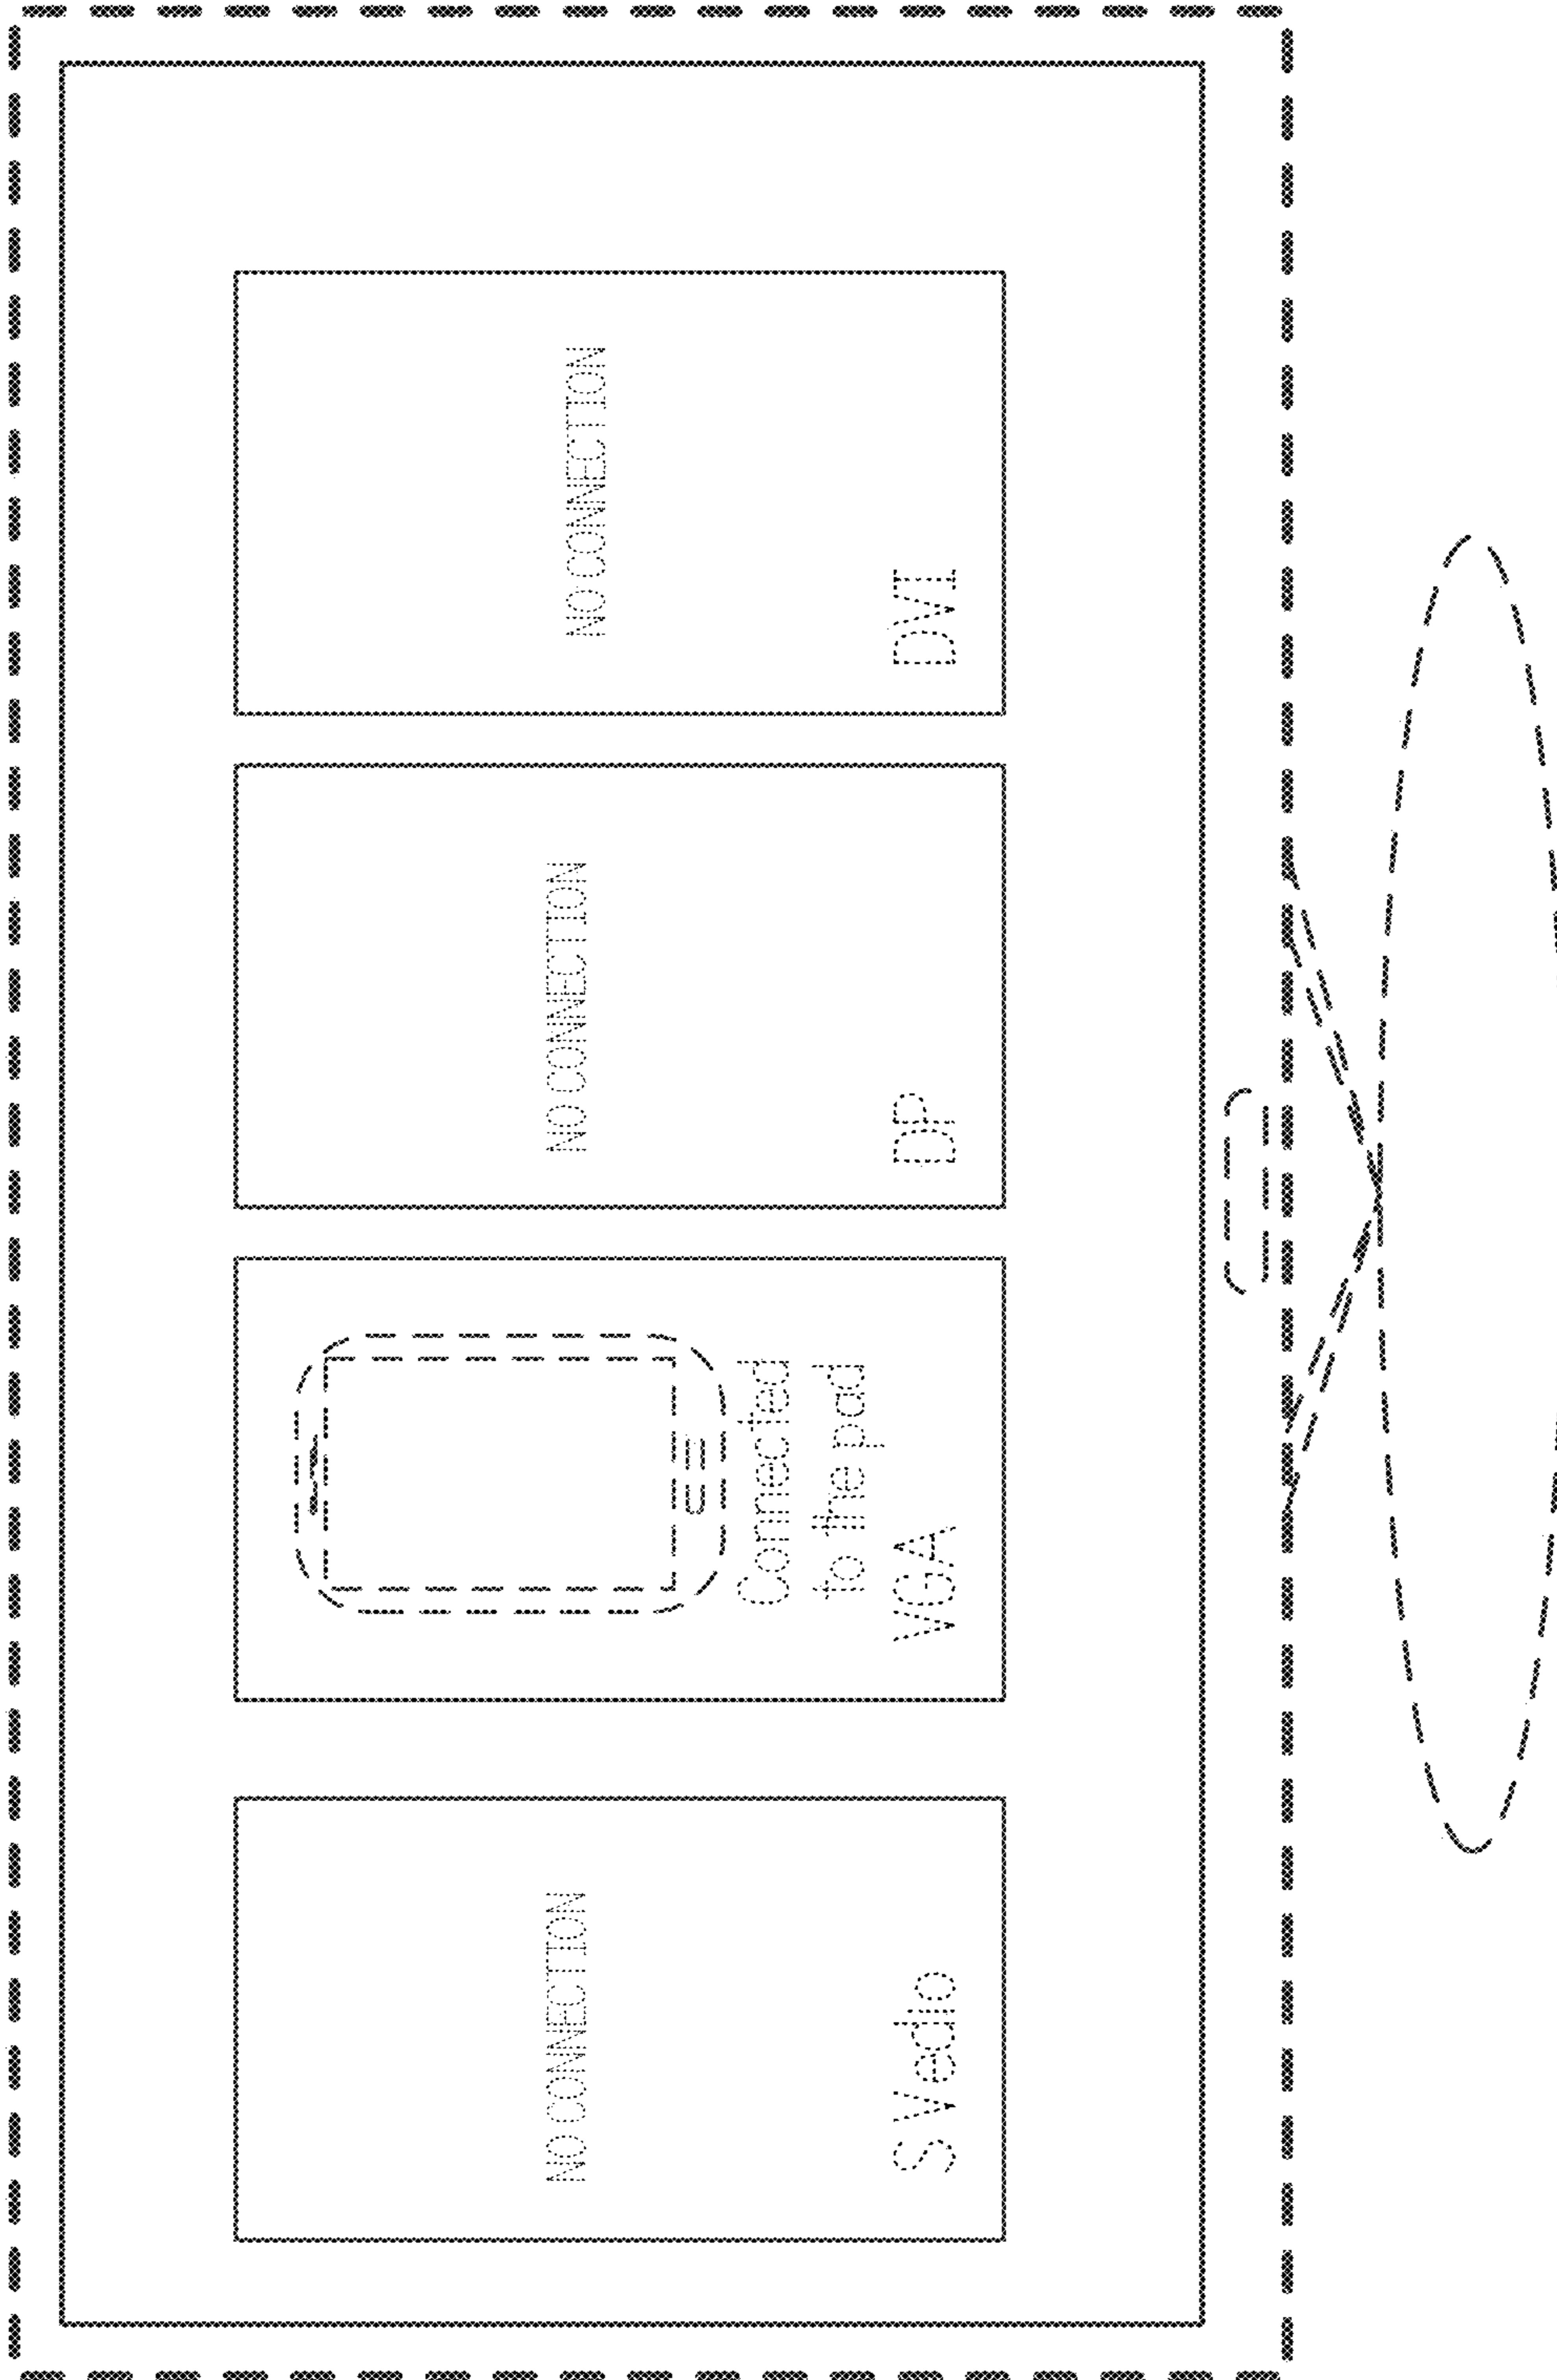 NO CONNECTION
S Vedio
Connected
to the pad
VGA
NO CONNECTION
DP
NO CONNECTION
DVI